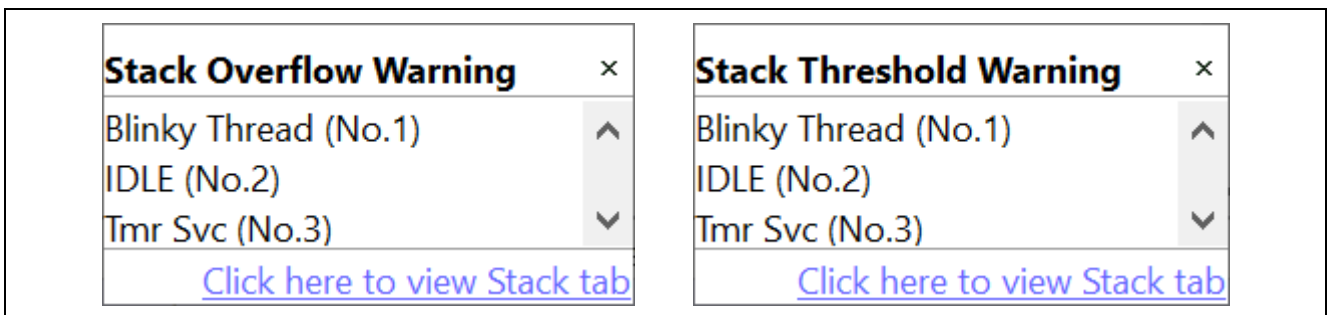 Stack Overflow Warning ×
Blinky Thread (No.1)
IDLE (No.2)
Tmr Svc (No.3)
Click here to view Stack tab
Stack Threshold Warning ×
Blinky Thread (No.1)
IDLE (No.2)
Tmr Svc (No.3)
Click here to view Stack tab